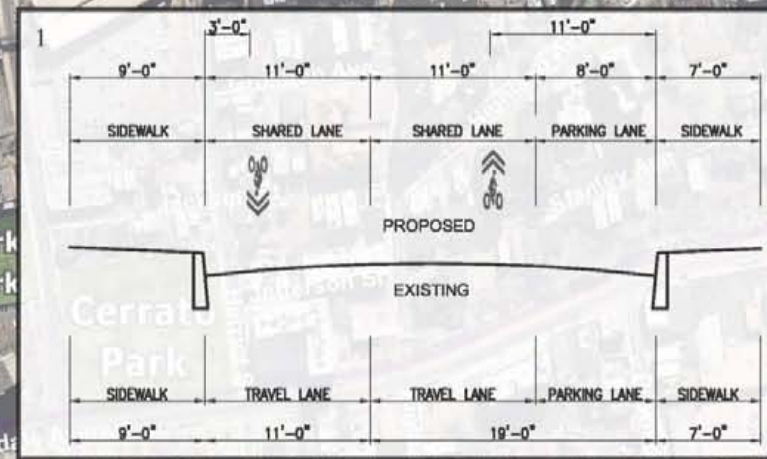 1
3'-0" 11'-0"
9'-0" 11'-0" 11'-0" 8'-0" 7'-0"
SIDEWALK SHARED LANE SHARED LANE PARKING LANE SIDEWALK
PROPOSED
EXISTING
Cerrato
Park
SIDEWALK TRAVEL LANE TRAVEL LANE PARKING LANE SIDEWALK
9'-0" 11'-0" 19'-0" 7'-0"